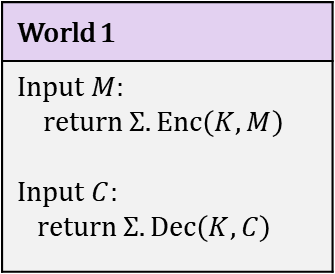 World 1
Input M:
return Σ. Enc(K, M)
Input C:
return Σ. Dec(K, C)